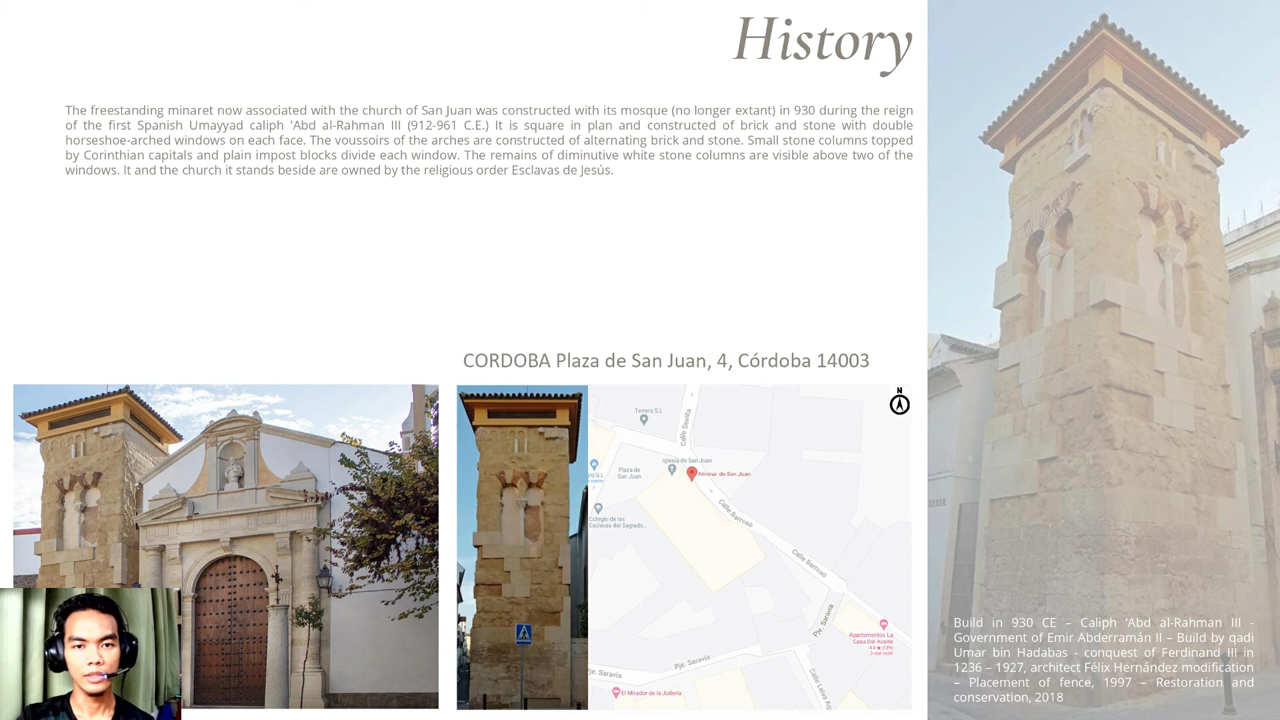 History
The freestanding minaret now associated with the church of San Juan was constructed with its mosque (no longer extant) in 930 during the reign
of the first Spanish Umayyad caliph 'Abd al-Rahman III (912-961 C.E.) It is square in plan and constructed of brick and stone with double
horseshoe-arched windows on each face. The voussoirs of the arches are constructed of alternating brick and stone. Small stone columns topped
by Corinthian capitals and plain impost blocks divide each window. The remains of diminutive white stone columns are visible above two of the
windows. It and the church it stands beside are owned by the religious order Esclavas de Jesús.
CORDOBA Plaza de San Juan, 4, Córdoba 14003
N
Calle Sevilla
Iglesia de San Juan
Plaza de
San Juan
Alminar de San Juan
Colegio de las
Esclavas del Sagrado...
Calle Barroso
Calle Barroso
Pje. Saravia
Apartamentos La
Casa Del Aceite
Pje. Saravia
Pje. Saravia
El Mirador de la Judería
Build in 930 CE – Caliph 'Abd al-Rahman III -
Government of Emir Abderramán II – Build by qadi
Umar bin Hadabas - conquest of Ferdinand III in
1236 – 1927, architect Félix Hernández modification
– Placement of fence, 1997 – Restoration and
conservation, 2018